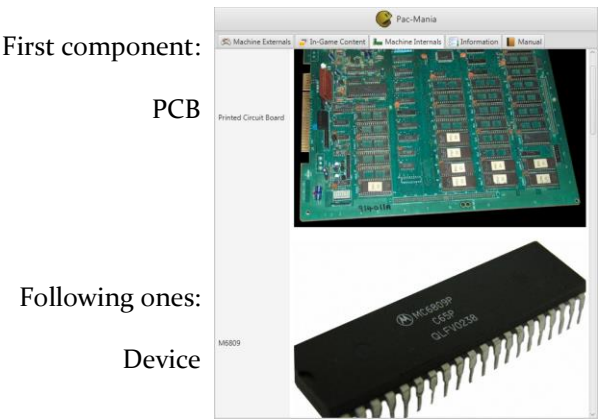 Pac-Mania
Machine Externals In-Game Content Machine Internals Information Manual
First component:
PCB
Printed Circuit Board
MC6809P
C65P
QLFV0238
Following ones:
M6809
Device